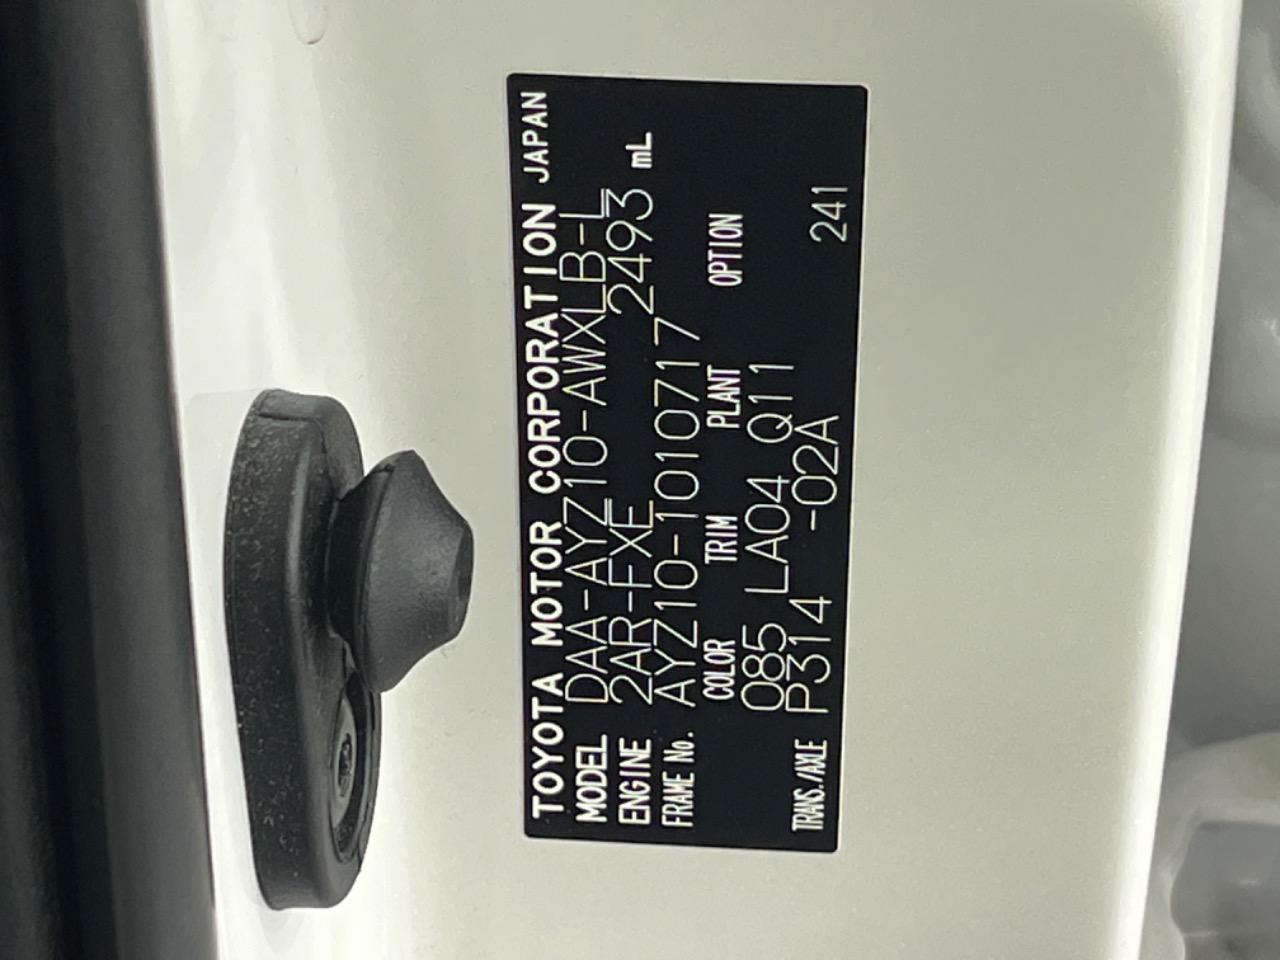 TOYOTA MOTOR CORPORATION JAPAN
MODEL DAA-AYZ10-AWXLB-L
ENGINE 2AR-FXE 2493 mL
FRAME No. AYZ10-1010717
COLOR TRIM PLANT OPTION
085 LA04 Q11
TRANS./AXLE P314 -02A 241